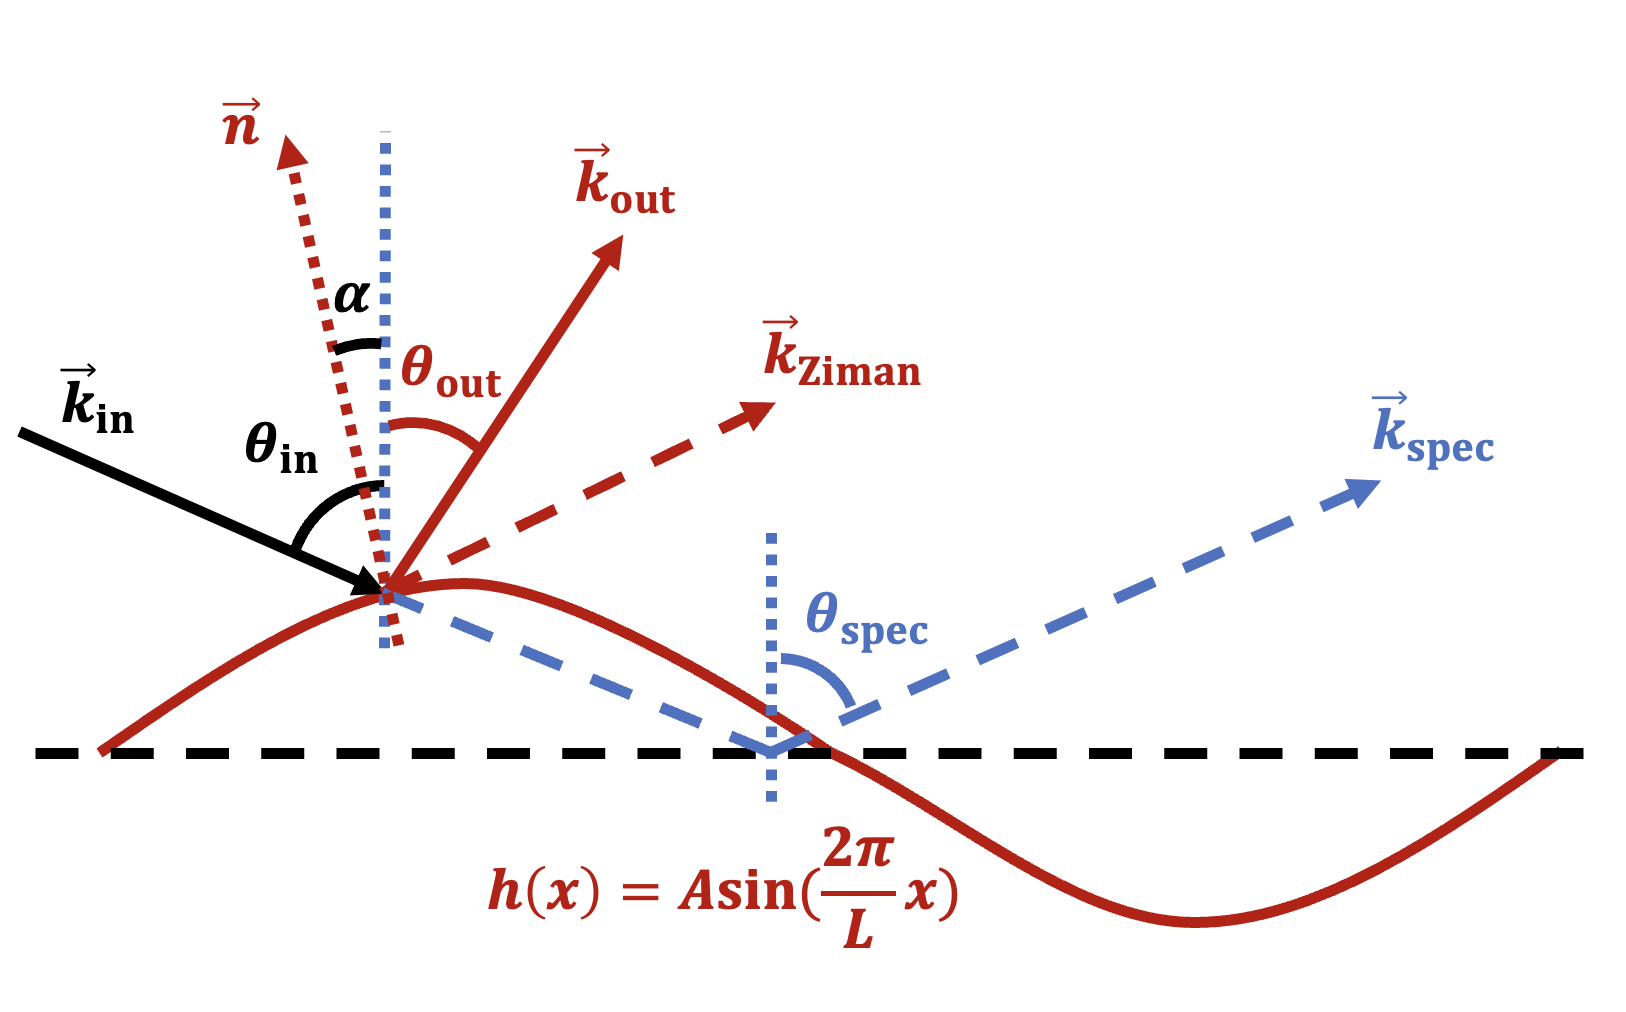 n⃗
k⃗out
α
θout
k⃗Ziman
k⃗in
θin
k⃗spec
θspec
h(x) = Asin(2π/L x)